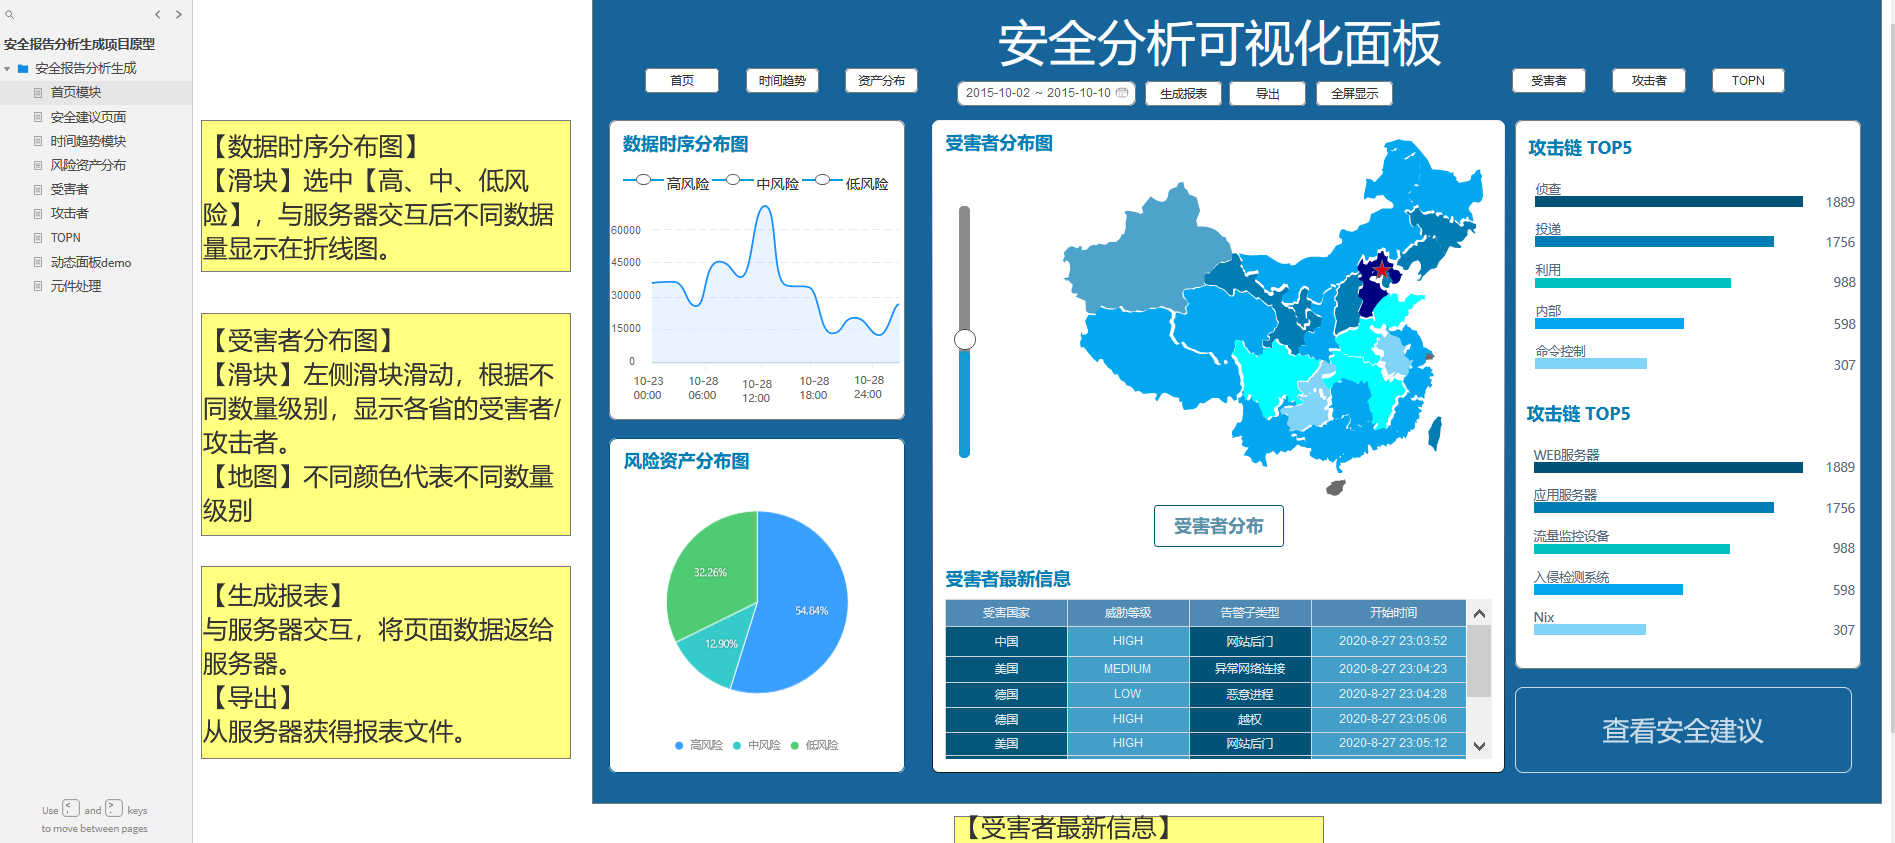 安全报告分析生成项目原型
安全报告分析生成
首页模块
安全建议页面
时间趋势模块
风险资产分布
受害者
攻击者
TOPN
动态面板demo
元件处理
Use < , and > . keys
to move between pages
【数据时序分布图】
【滑块】选中【高、中、低风
险】，与服务器交互后不同数据
量显示在折线图。
【受害者分布图】
【滑块】左侧滑块滑动，根据不
同数量级别，显示各省的受害者/
攻击者。
【地图】不同颜色代表不同数量
级别
【生成报表】
与服务器交互，将页面数据返给
服务器。
【导出】
从服务器获得报表文件。
安全分析可视化面板
首页
时间趋势
资产分布
2015-10-02 ~ 2015-10-10
生成报表
导出
全屏显示
受害者
攻击者
TOPN
数据时序分布图
高风险
中风险
低风险
60000
45000
30000
15000
0
10-23
00:00
10-28
06:00
10-28
12:00
10-28
18:00
10-28
24:00
风险资产分布图
32.26%
54.84%
12.90%
高风险
中风险
低风险
受害者分布图
受害者分布
受害者最新信息
受害国家 威胁等级 告警子类型 开始时间
中国 HIGH 网站后门 2020-8-27 23:03:52
美国 MEDIUM 异常网络连接 2020-8-27 23:04:23
德国 LOW 恶意进程 2020-8-27 23:04:28
德国 HIGH 越权 2020-8-27 23:05:06
美国 HIGH 网站后门 2020-8-27 23:05:12
攻击链 TOP5
侦查 1889
投递 1756
利用 988
内部 598
命令控制 307
攻击链 TOP5
WEB服务器 1889
应用服务器 1756
流量监控设备 988
入侵检测系统 598
Nix 307
查看安全建议
【受害者最新信息】